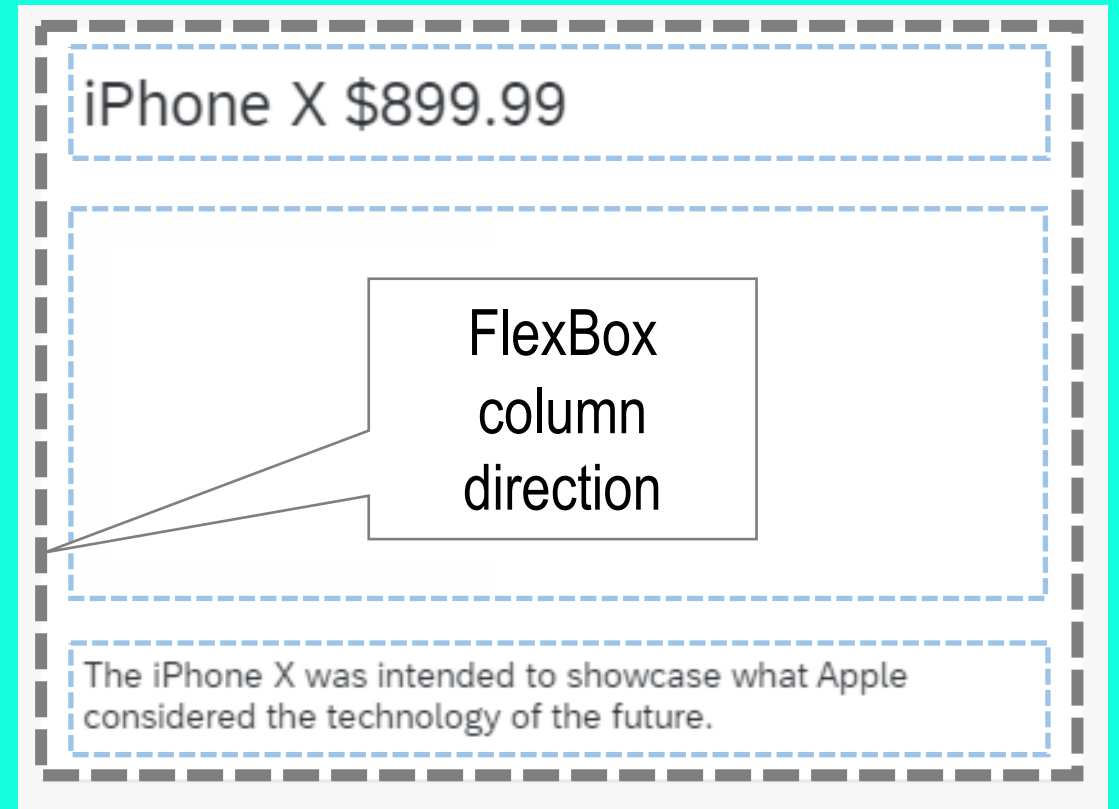 iPhone X $899.99
FlexBox
column
direction
The iPhone X was intended to showcase what Apple
considered the technology of the future.